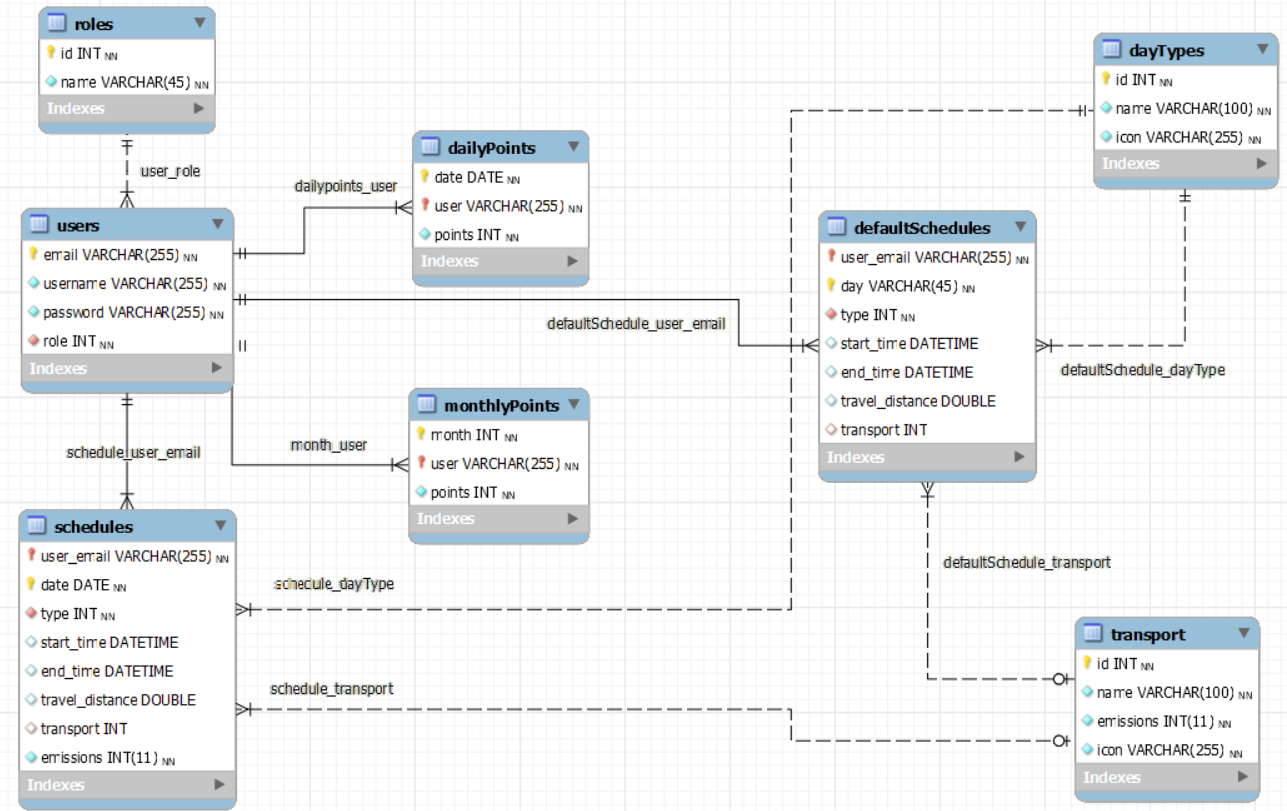 roles
id INT NN
name VARCHAR(45) NN
Indexes
user_role
users
email VARCHAR(255) NN
username VARCHAR(255) NN
password VARCHAR(255) NN
role INT NN
Indexes
dailypoints_user
dailyPoints
date DATE NN
user VARCHAR(255) NN
points INT NN
Indexes
defaultSchedule_user_email
month_user
monthlyPoints
month INT NN
user VARCHAR(255) NN
points INT NN
Indexes
schedule_user_email
schedules
user_email VARCHAR(255) NN
date DATE NN
type INT NN
start_time DATETIME
end_time DATETIME
travel_distance DOUBLE
transport INT
emissions INT(11) NN
Indexes
schedule_dayType
schedule_transport
defaultSchedules
user_email VARCHAR(255) NN
day VARCHAR(45) NN
type INT NN
start_time DATETIME
end_time DATETIME
travel_distance DOUBLE
transport INT
Indexes
dayTypes
id INT NN
name VARCHAR(100) NN
icon VARCHAR(255) NN
Indexes
defaultSchedule_dayType
defaultSchedule_transport
transport
id INT NN
name VARCHAR(100) NN
emissions INT(11) NN
icon VARCHAR(255) NN
Indexes